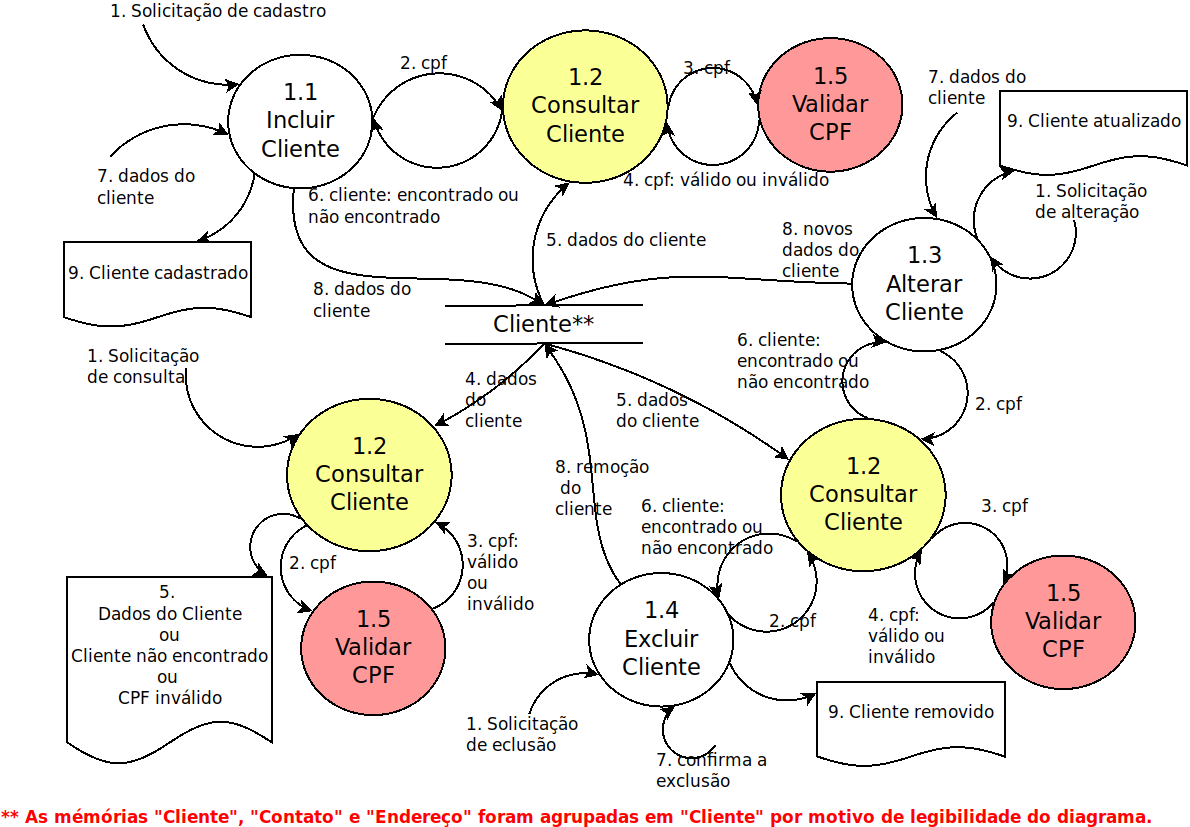 1. Solicitação de cadastro
1.1
Incluir
Cliente
2. cpf
1.2
Consultar
Cliente
3. cpf
1.5
Validar
CPF
4. cpf: válido ou inválido
7. dados do
cliente
6. cliente: encontrado ou
não encontrado
5. dados do cliente
9. Cliente cadastrado
8. dados do
cliente
7. dados do
cliente
9. Cliente atualizado
1. Solicitação
de alteração
8. novos
dados do
cliente
1.3
Alterar
Cliente
Cliente**
6. cliente:
encontrado ou
não encontrado
2. cpf
1. Solicitação
de consulta
4. dados
do
cliente
5. dados
do cliente
1.2
Consultar
Cliente
2. cpf
3. cpf:
válido
ou
inválido
1.5
Validar
CPF
5.
Dados do Cliente
ou
Cliente não encontrado
ou
CPF inválido
8. remoção
do
cliente
1.2
Consultar
Cliente
6. cliente:
encontrado ou
não encontrado
2. cpf
3. cpf
4. cpf:
válido ou
inválido
1.5
Validar
CPF
1.4
Excluir
Cliente
1. Solicitação
de eclusão
7. confirma a
exclusão
9. Cliente removido
** As mémórias "Cliente", "Contato" e "Endereço" foram agrupadas em "Cliente" por motivo de legibilidade do diagrama.